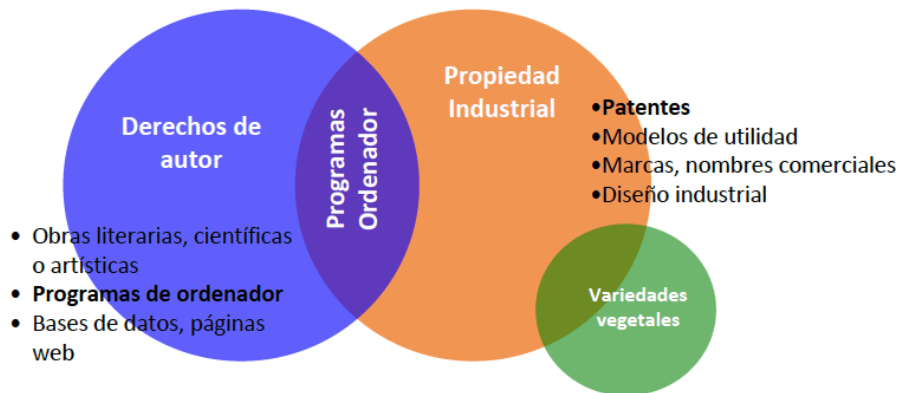 Derechos de
autor
Programas
Ordenador
Propiedad
Industrial
•Patentes
•Modelos de utilidad
•Marcas, nombres comerciales
•Diseño industrial
• Obras literarias, científicas
o artísticas
• Programas de ordenador
• Bases de datos, páginas
web
Variedades
vegetales